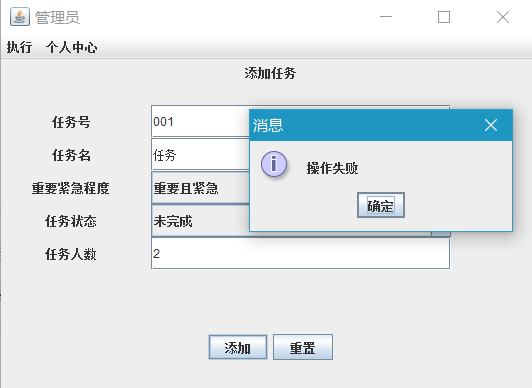 管理员
执行 个人中心
添加任务
任务号 001
任务名 任务
重要紧急程度 重要且紧急
任务状态 未完成
任务人数 2
添加 重置
消息
操作失败
确定